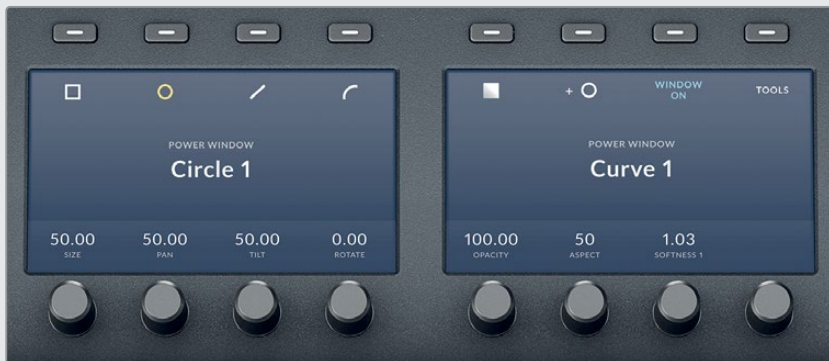 +
WINDOW
ON
TOOLS
POWER WINDOW
Circle 1
POWER WINDOW
Curve 1
50.00
50.00
50.00
0.00
SIZE
PAN
TILT
ROTATE
100.00
50
1.03
OPACITY
ASPECT
SOFTNESS 1